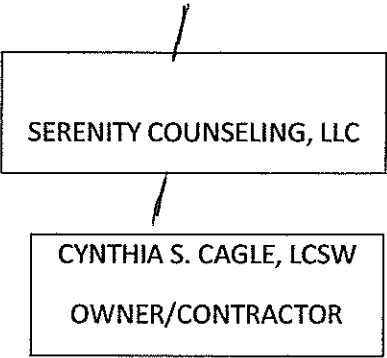 SERENITY COUNSELING, LLC
CYNTHIA S. CAGLE, LCSW
OWNER/CONTRACTOR